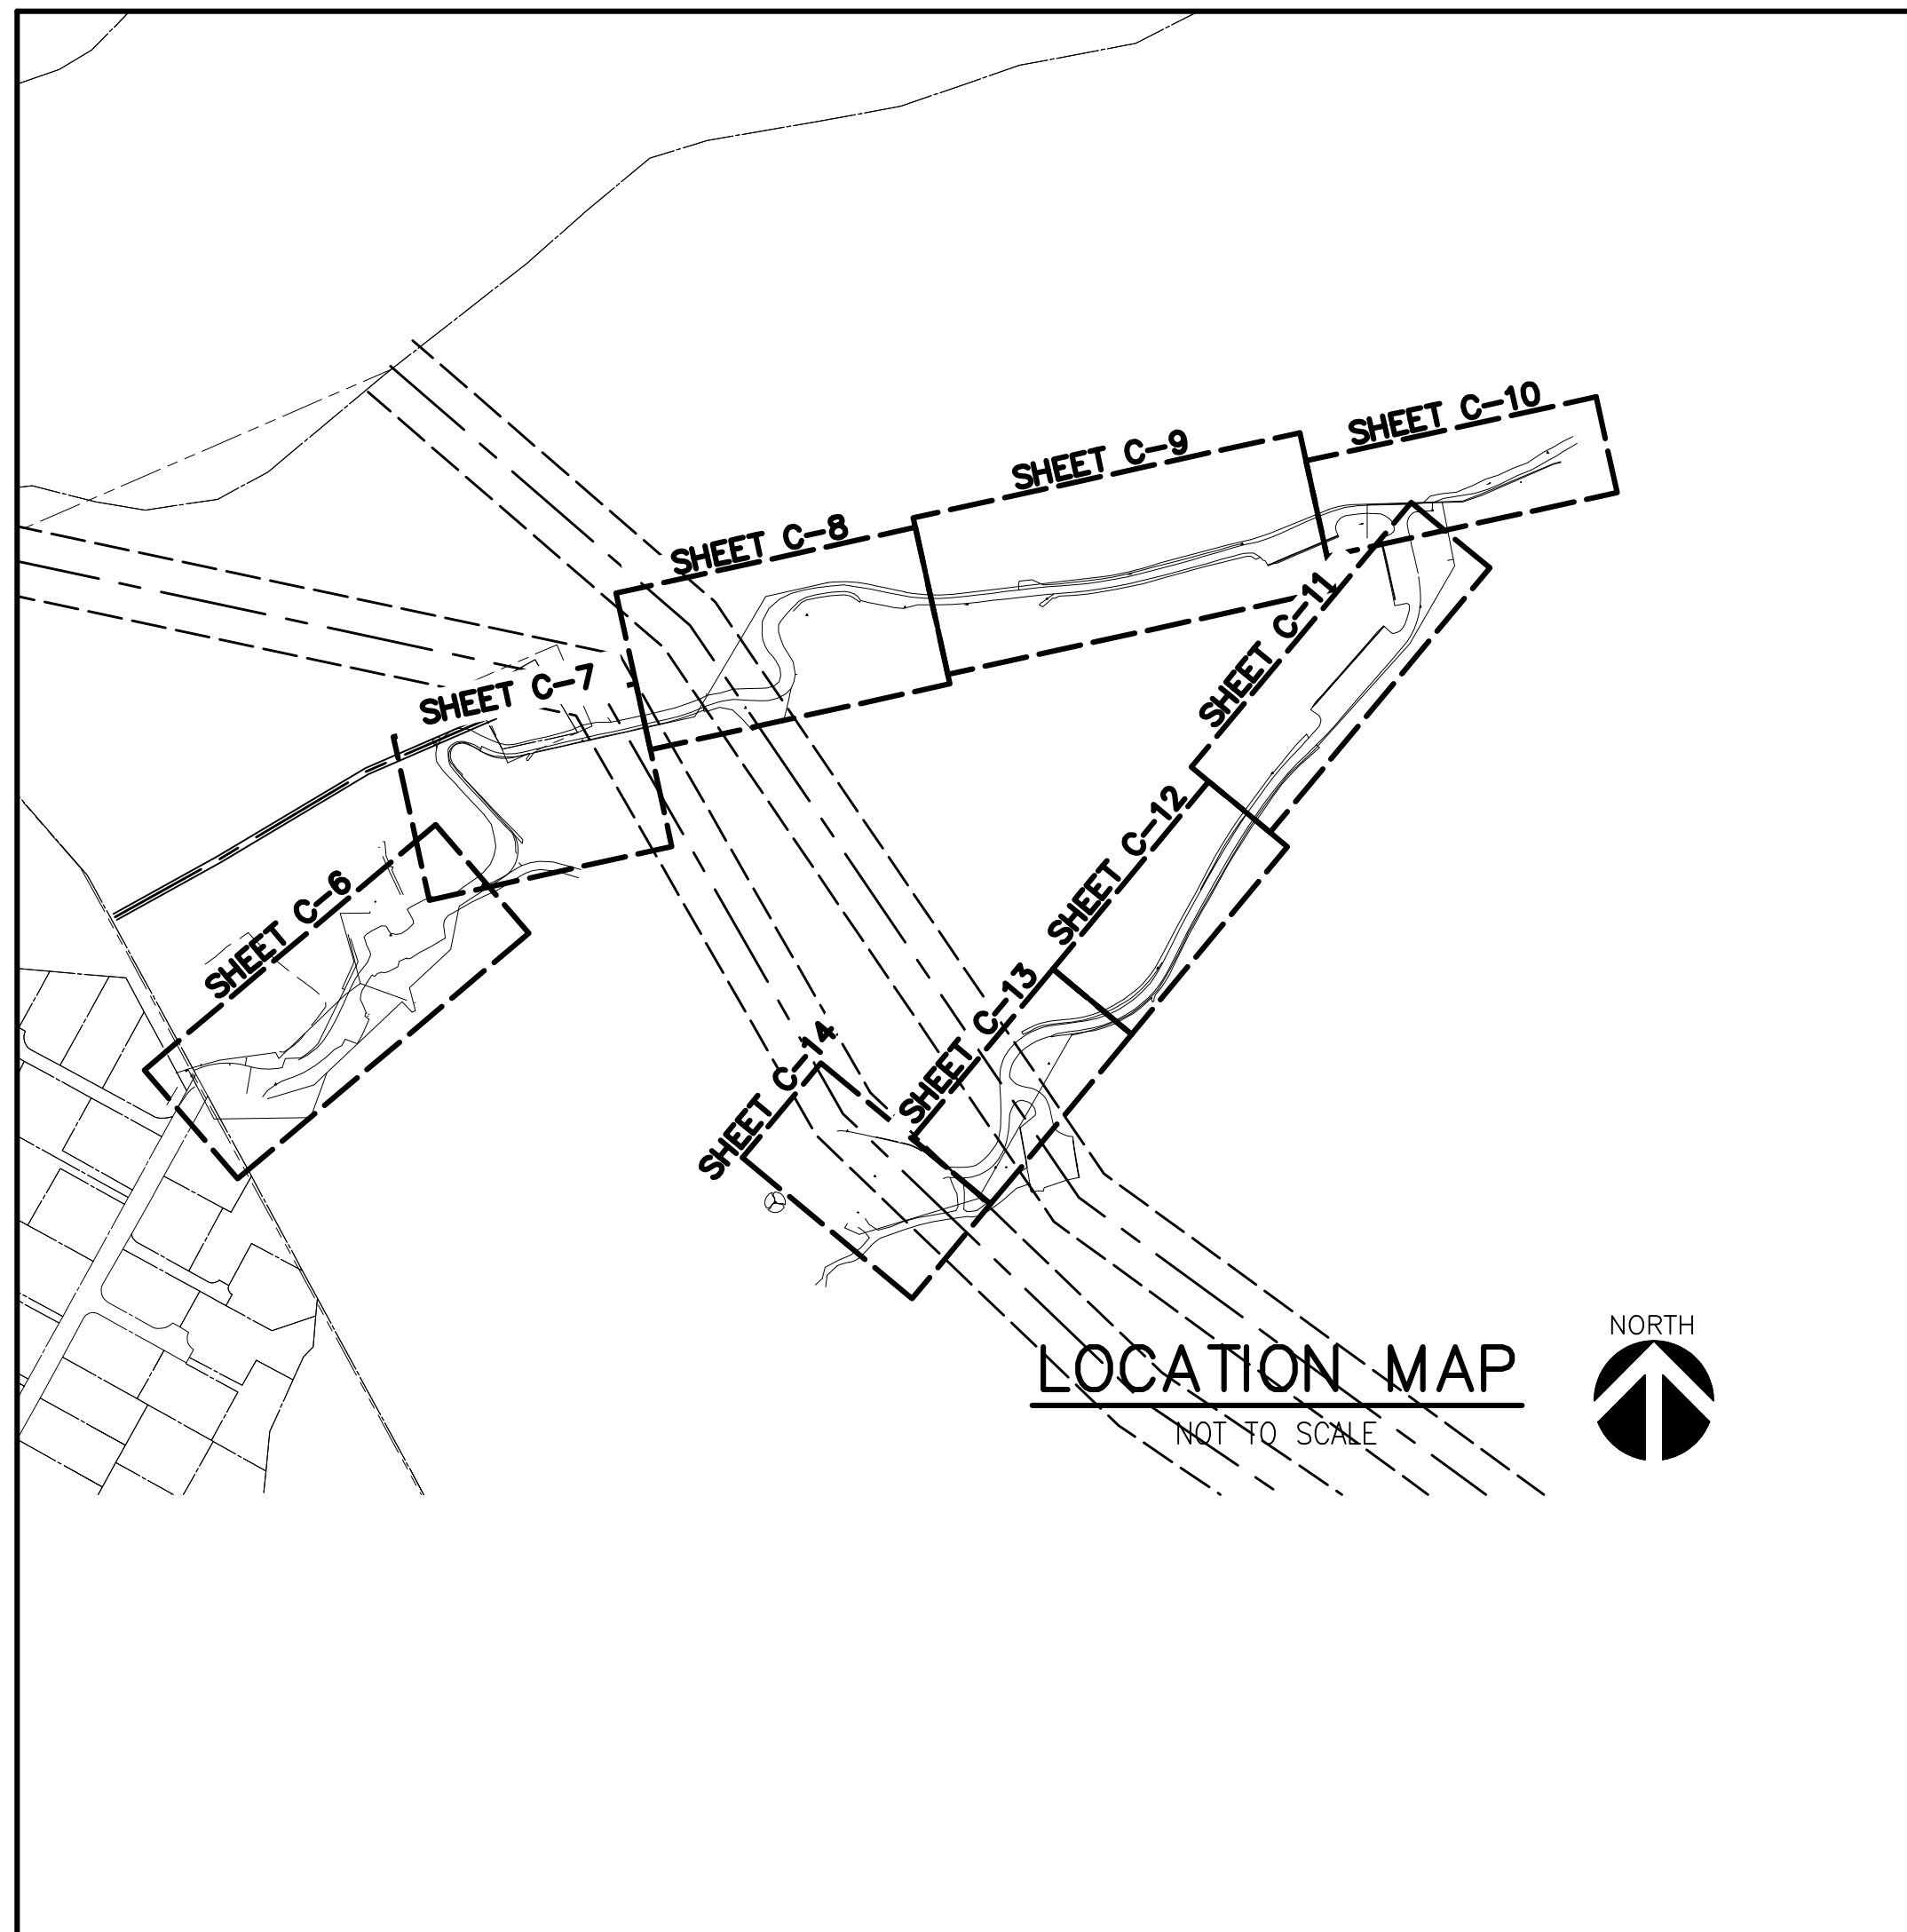 SHEET C-10
SHEET C-9
SHEET C-8
SHEET C-7
SHEET C-11
SHEET C-12
SHEET C-6
SHEET C-13
SHEET C-14
LOCATION MAP
NOT TO SCALE
NORTH